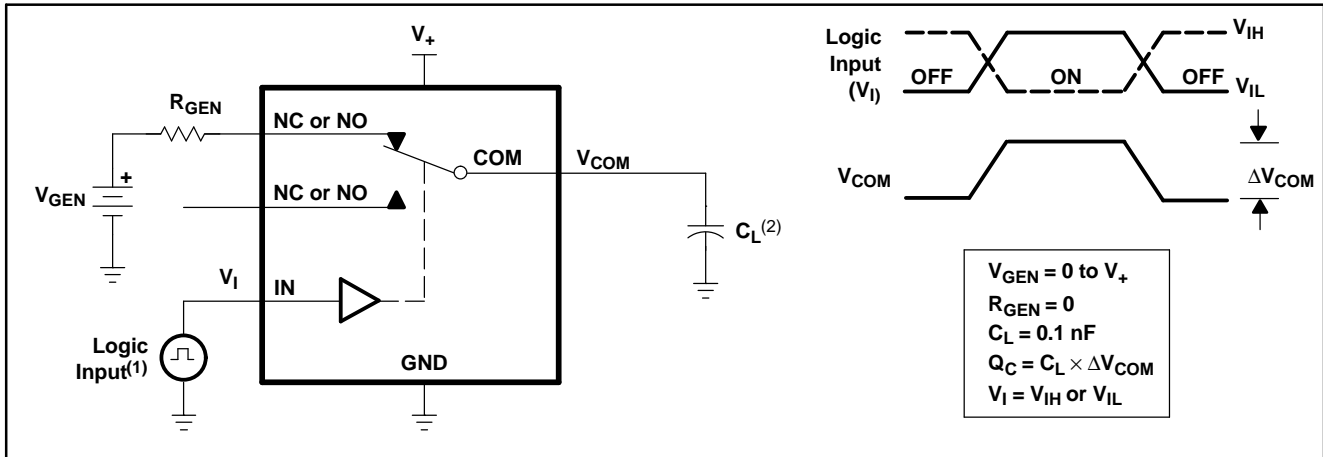 V+
RGEN
NC or NO
COM
VCOM
VGEN
+
NC or NO
CL(2)
VI
IN
Logic
Input(1)
GND
Logic
Input
(VI)
OFF
ON
OFF
VIH
VIL
VCOM
ΔVCOM
VGEN = 0 to V+
RGEN = 0
CL = 0.1 nF
QC = CL × ΔVCOM
VI = VIH or VIL